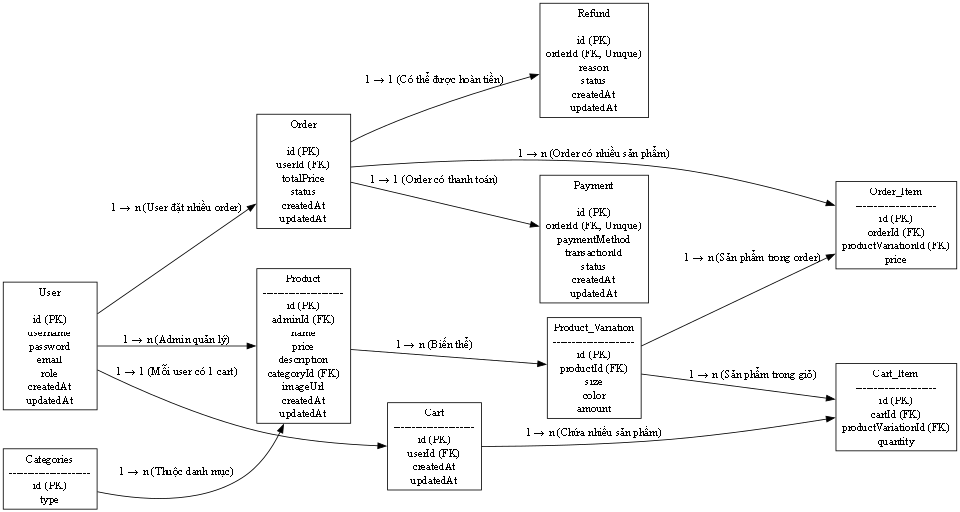 Refund
id (PK)
orderId (FK, Unique)
reason
status
createdAt
updatedAt
1 → 1 (Có thể được hoàn tiền)
Order
id (PK)
userId (FK)
totalPrice
status
createdAt
updatedAt
1 → n (Order có nhiều sản phẩm)
1 → 1 (Order có thanh toán)
Payment
id (PK)
orderId (FK, Unique)
paymentMethod
transactionId
status
createdAt
updatedAt
Order_Item
--------------------
id (PK)
orderId (FK)
productVariationId (FK)
price
1 → n (User đặt nhiều order)
1 → n (Sản phẩm trong order)
User
id (PK)
username
password
email
role
createdAt
updatedAt
1 → n (Admin quản lý)
1 → 1 (Mỗi user có 1 cart)
Product
--------------------
id (PK)
adminId (FK)
name
price
description
categoryId (FK)
imageUrl
createdAt
updatedAt
1 → n (Biến thể)
Product_Variation
--------------------
id (PK)
productId (FK)
size
color
amount
1 → n (Sản phẩm trong giỏ)
Cart_Item
--------------------
id (PK)
cartId (FK)
productVariationId (FK)
quantity
Cart
--------------------
id (PK)
userId (FK)
createdAt
updatedAt
1 → n (Chứa nhiều sản phẩm)
Categories
--------------------
id (PK)
type
1 → n (Thuộc danh mục)